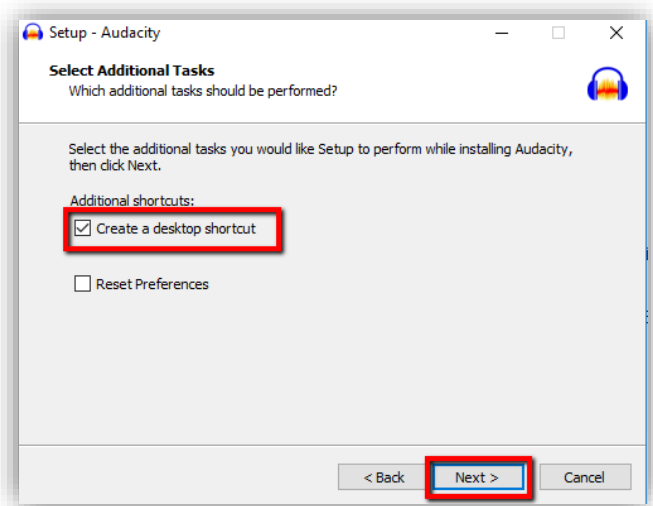 Setup - Audacity
Select Additional Tasks
Which additional tasks should be performed?
Select the additional tasks you would like Setup to perform while installing Audacity,
then click Next.
Additional shortcuts:
Create a desktop shortcut
Reset Preferences
< Back Next > Cancel